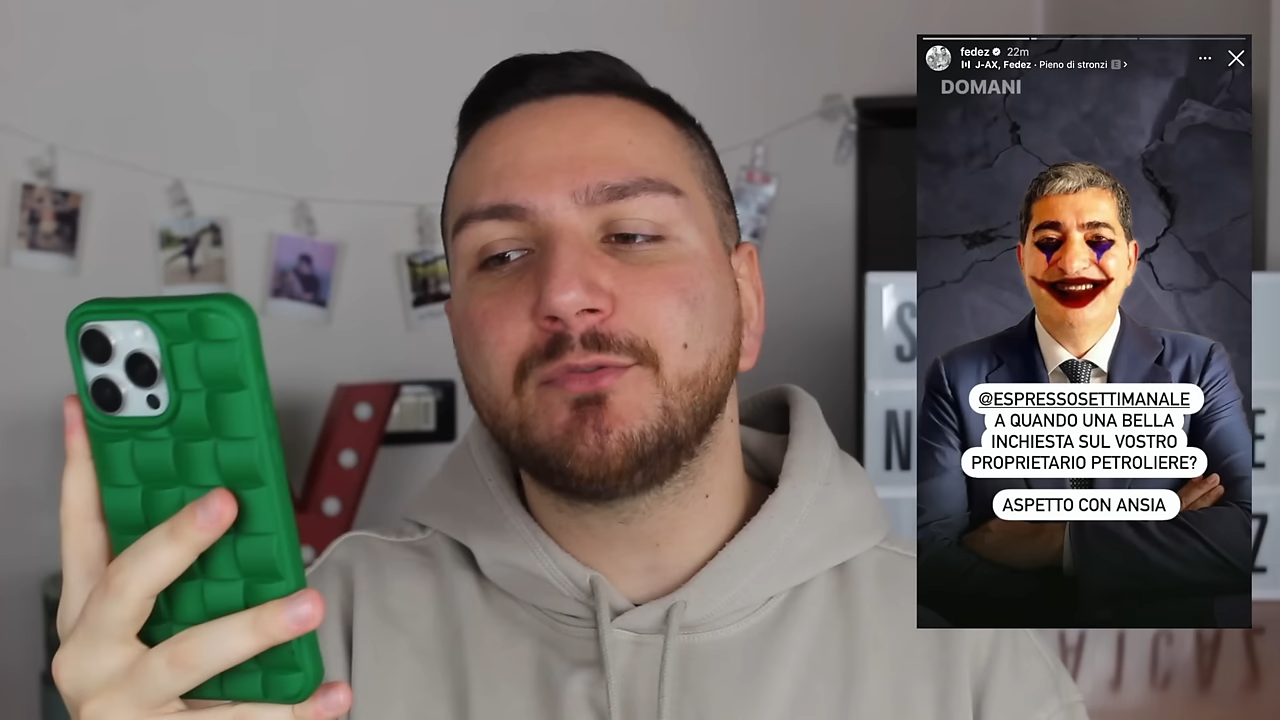 fedez 22m
J-AX, Fedez · Pieno di stronzi E
DOMANI
@ESPRESSOSETTIMANALE
A QUANDO UNA BELLA
INCHIESTA SUL VOSTRO
PROPRIETARIO PETROLIERE?
ASPETTO CON ANSIA
S
N
E
Z